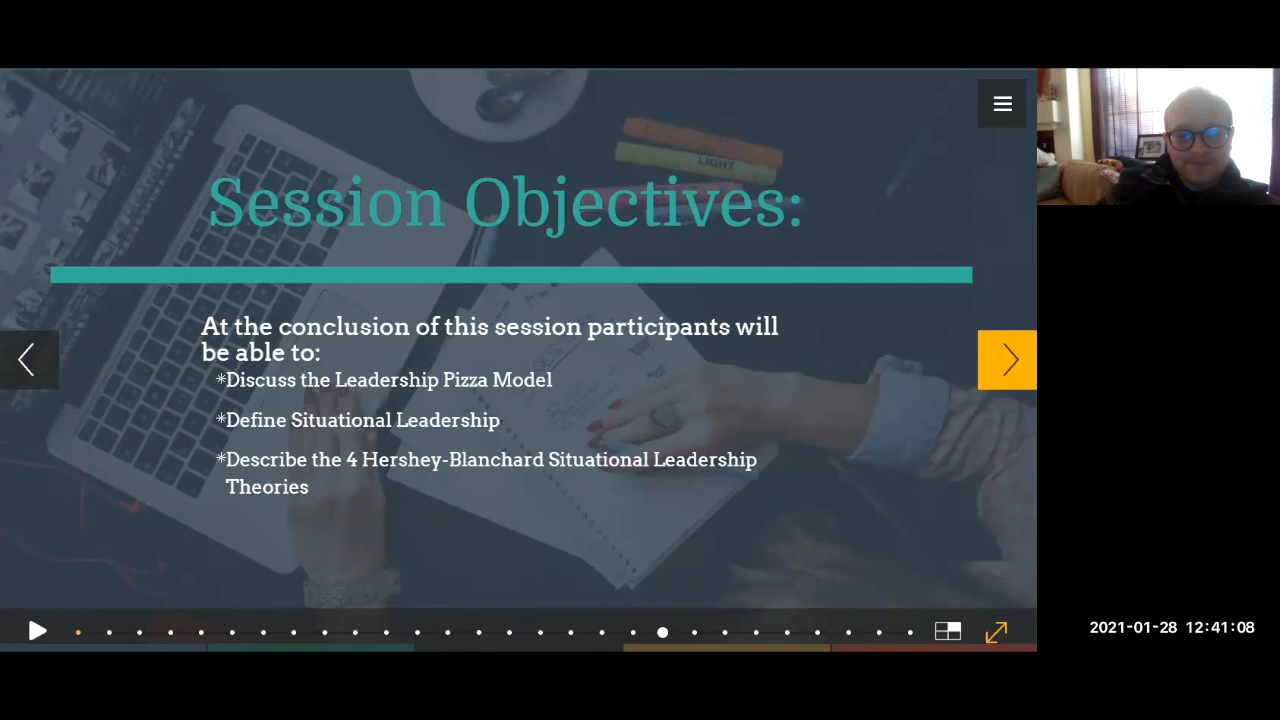 LIGHT
Session Objectives:
At the conclusion of this session participants will
be able to:
*Discuss the Leadership Pizza Model
*Define Situational Leadership
*Describe the 4 Hershey-Blanchard Situational Leadership
Theories
2021-01-28 12:41:08